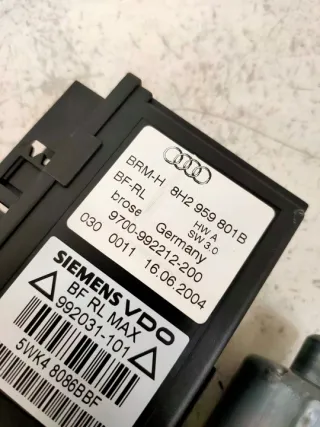 BRM-H 8H2 959 801B
BF-RL HW A
SW 3.0
brose Germany
9700-992212-200
030 0011 16.06.2004
SIEMENS VDO
BF RL MAX
992031-101
5WK4 8086BBF